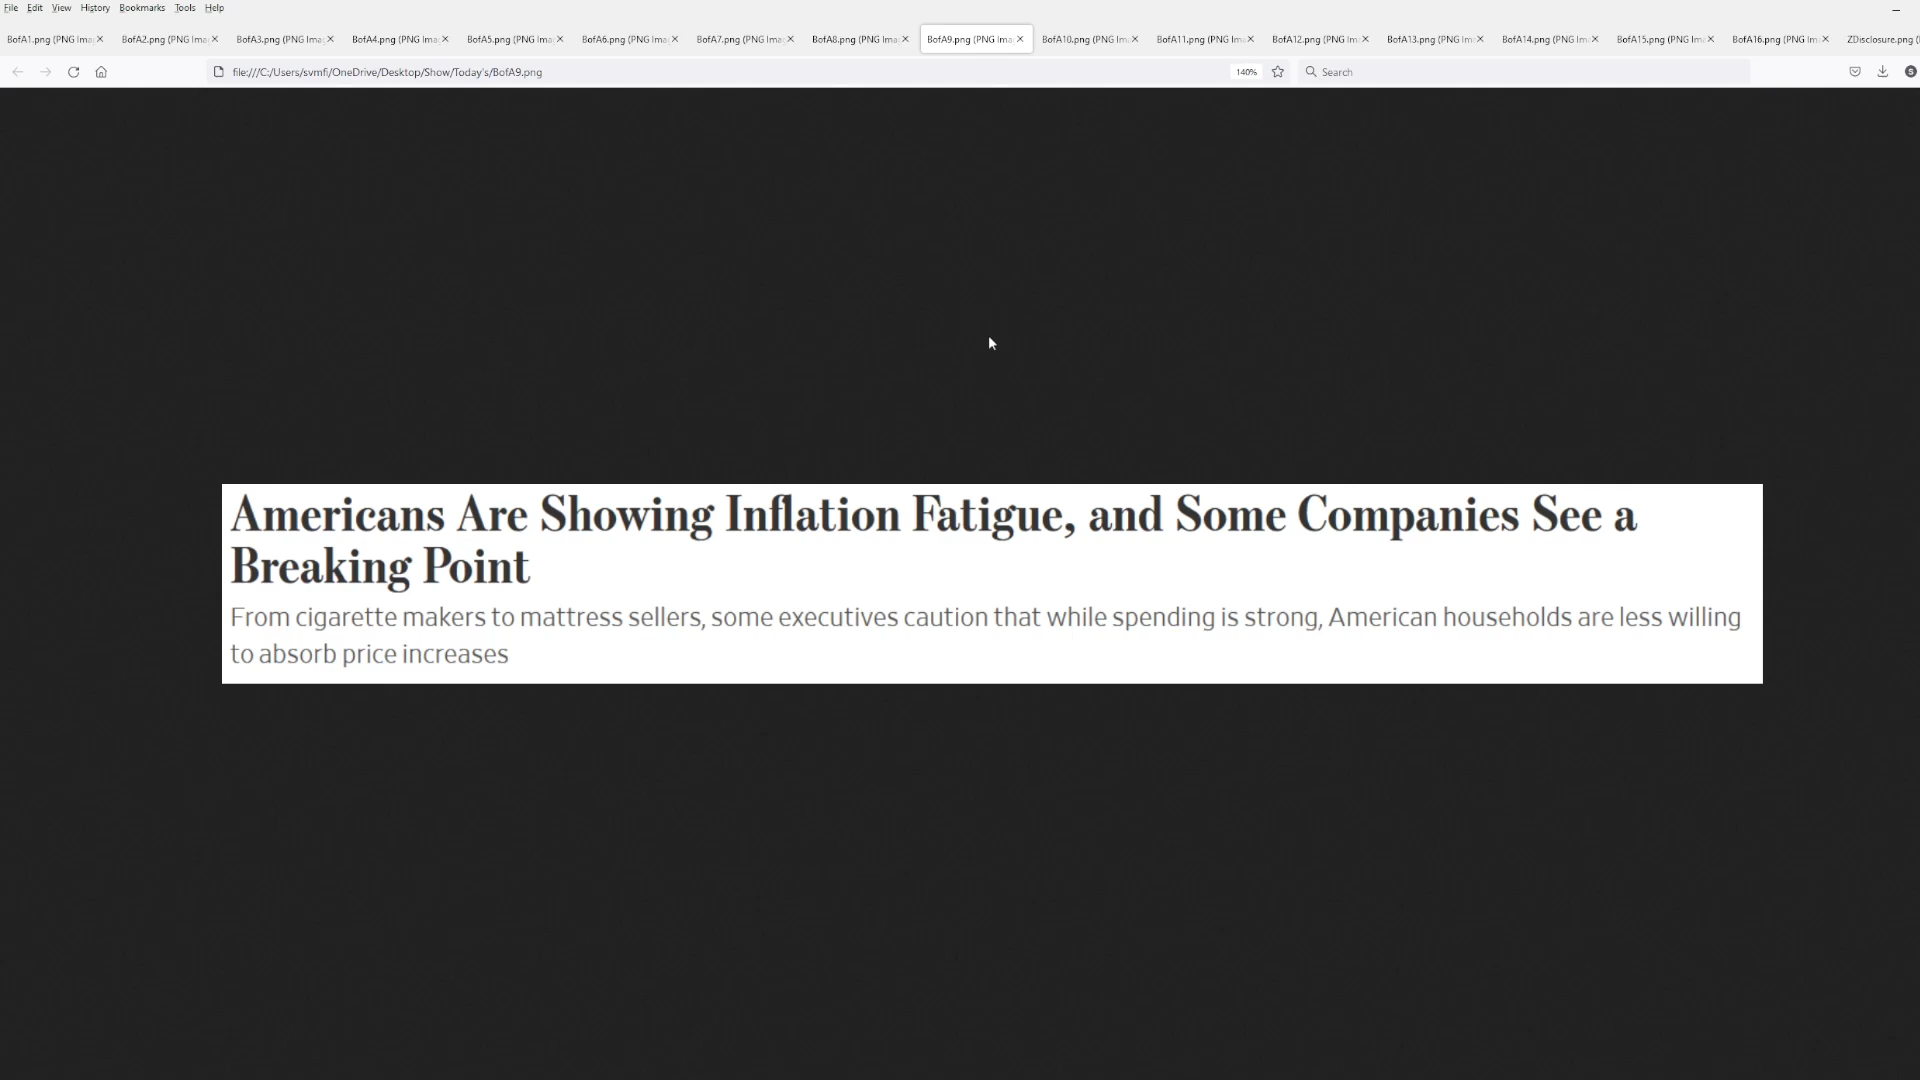 File Edit View History Bookmarks Tools Help
BofA1.png (PNG Ima BofA2.png (PNG Ima BofA3.png (PNG Ima BofA4.png (PNG Ima BofA5.png (PNG Ima BofA6.png (PNG Ima BofA7.png (PNG Ima BofA8.png (PNG Ima BofA9.png (PNG Ima BofA10.png (PNG Im BofA11.png (PNG Im BofA12.png (PNG Im BofA13.png (PNG Im BofA14.png (PNG Im BofA15.png (PNG Im BofA16.png (PNG Im ZDisclosure.png (
file:///C:/Users/svmfi/OneDrive/Desktop/Show/Today's/BofA9.png 140% Search S
Americans Are Showing Inflation Fatigue, and Some Companies See a
Breaking Point
From cigarette makers to mattress sellers, some executives caution that while spending is strong, American households are less willing
to absorb price increases